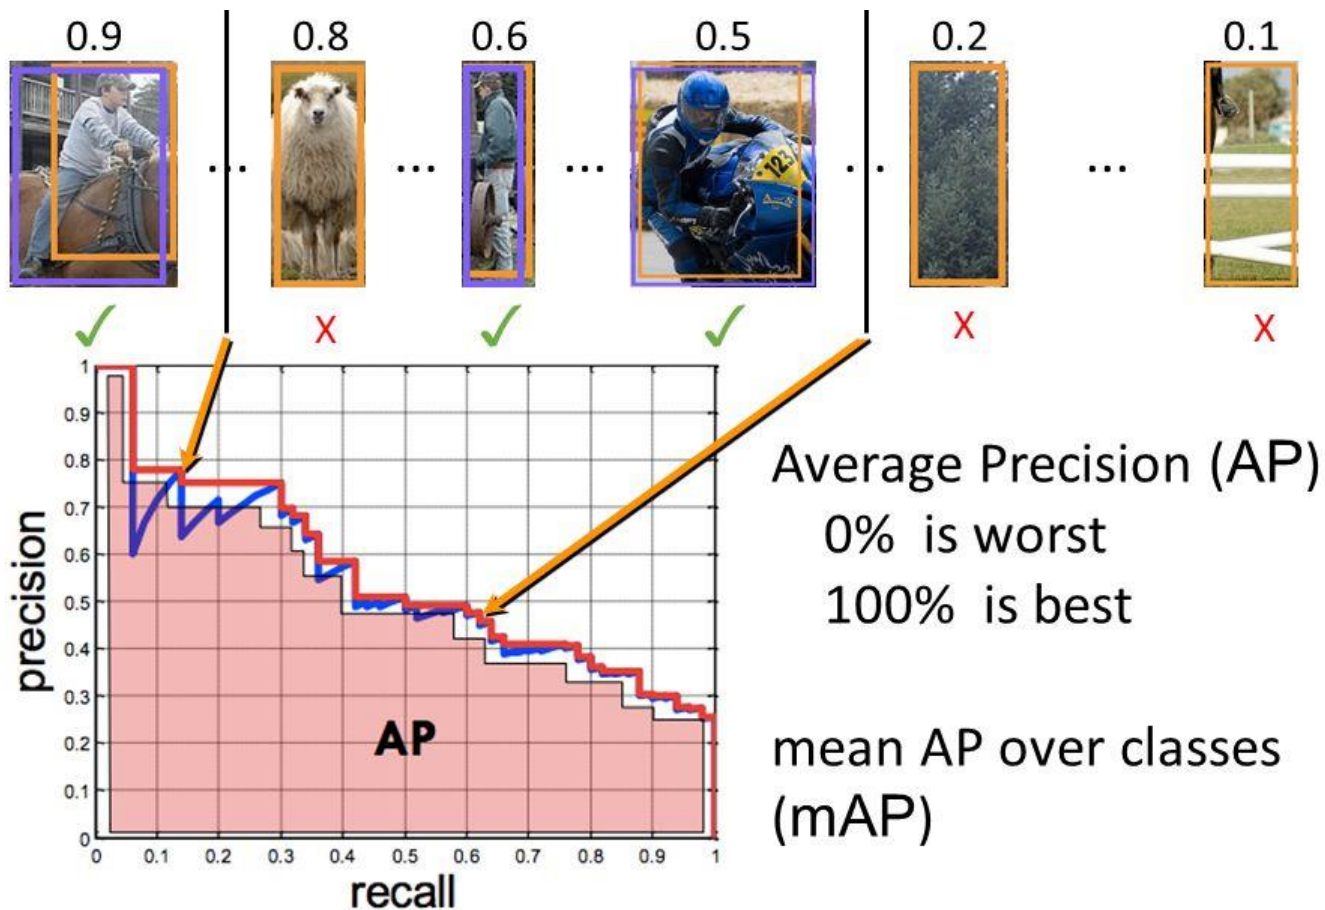 0.9 0.8 0.6 0.5 0.2 0.1
... ... ... ... ...
123
✓ X ✓ ✓ X X
1
0.9
0.8
0.7
0.6
0.5
0.4
0.3
0.2
0.1
0
precision
AP
0 0.1 0.2 0.3 0.4 0.5 0.6 0.7 0.8 0.9 1
recall
Average Precision (AP)
0% is worst
100% is best
mean AP over classes
(mAP)